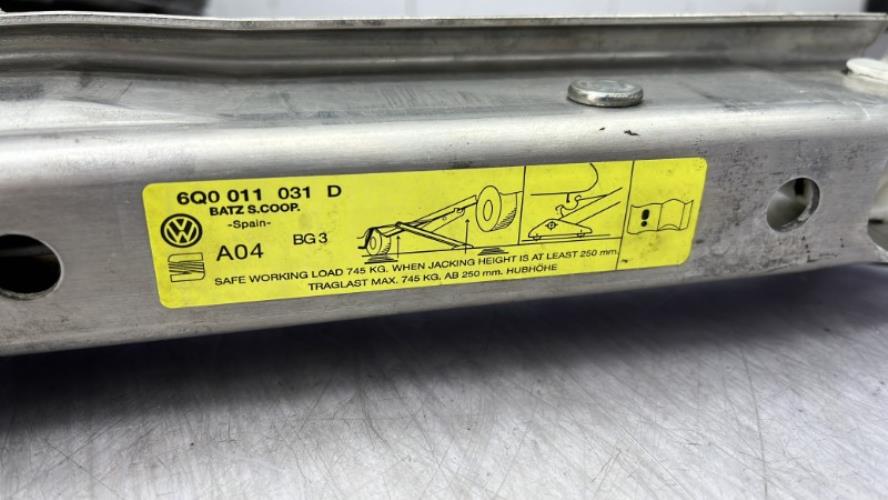 6Q0 011 031 D
BATZ S.COOP.
-Spain-
A04 BG 3
SAFE WORKING LOAD 745 KG. WHEN JACKING HEIGHT IS AT LEAST 250 mm.
TRAGLAST MAX. 745 KG. AB 250 mm. HUBHÖHE